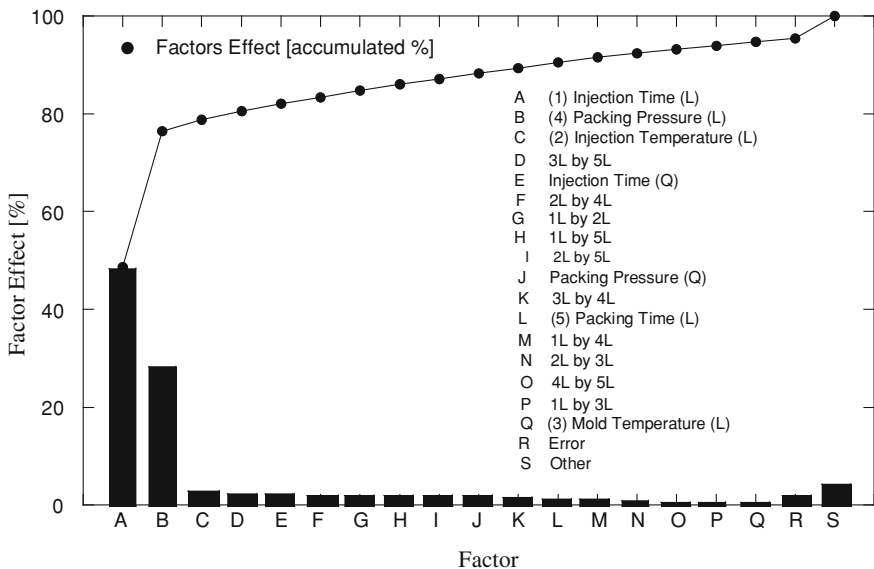 100
80
60
40
20
0
Factor Effect [%]
Factors Effect [accumulated %]
A (1) Injection Time (L)
B (4) Packing Pressure (L)
C (2) Injection Temperature (L)
D 3L by 5L
E Injection Time (Q)
F 2L by 4L
G 1L by 2L
H 1L by 5L
I 2L by 5L
J Packing Pressure (Q)
K 3L by 4L
L (5) Packing Time (L)
M 1L by 4L
N 2L by 3L
O 4L by 5L
P 1L by 3L
Q (3) Mold Temperature (L)
R Error
S Other
A B C D E F G H I J K L M N O P Q R S
Factor